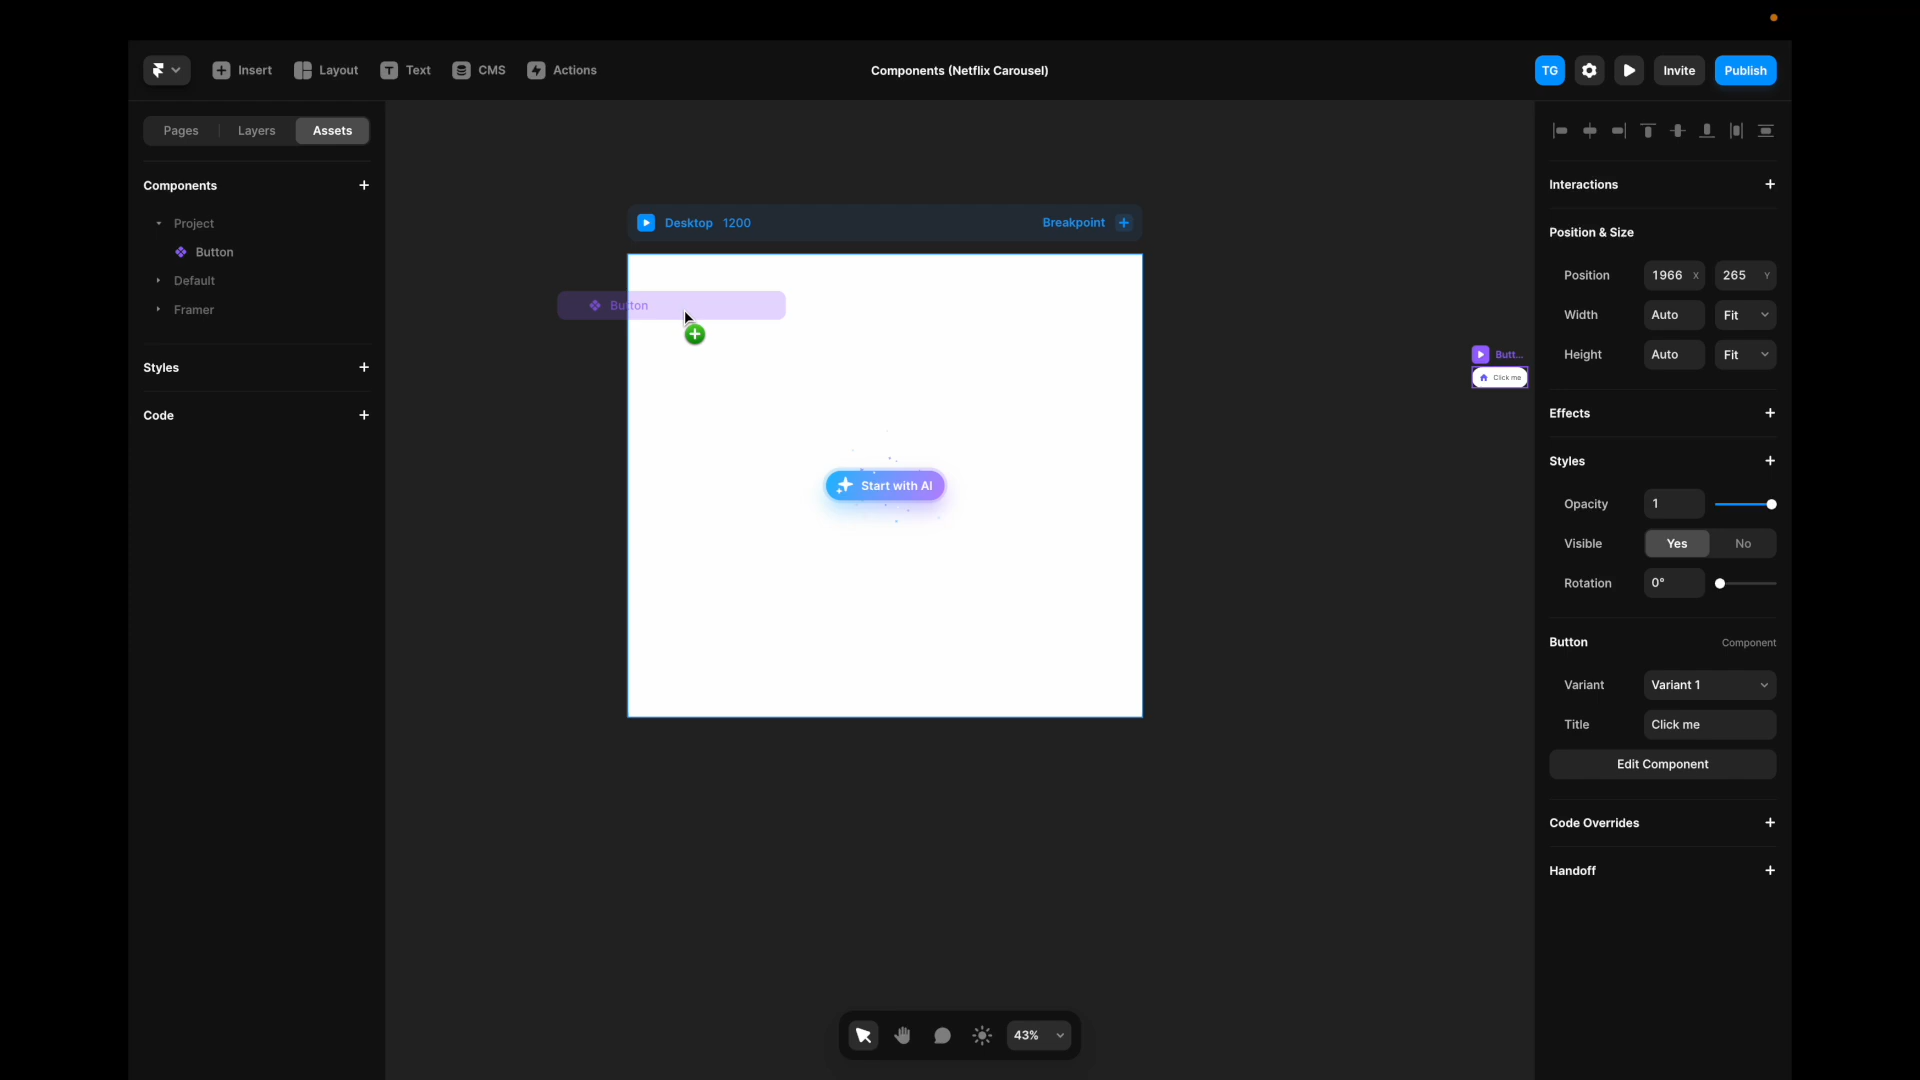 Insert
Layout
Text
CMS
Actions
Components (Netflix Carousel)
TG
Invite
Publish
Pages
Layers
Assets
Components
Project
Button
Default
Framer
Styles
Code
Desktop 1200
Breakpoint
Button
Start with AI
Butt...
Click me
Interactions
Position & Size
Position 1966 X 265 Y
Width Auto Fit
Height Auto Fit
Effects
Styles
Opacity 1
Visible Yes No
Rotation 0°
Button Component
Variant Variant 1
Title Click me
Edit Component
Code Overrides
Handoff
43%